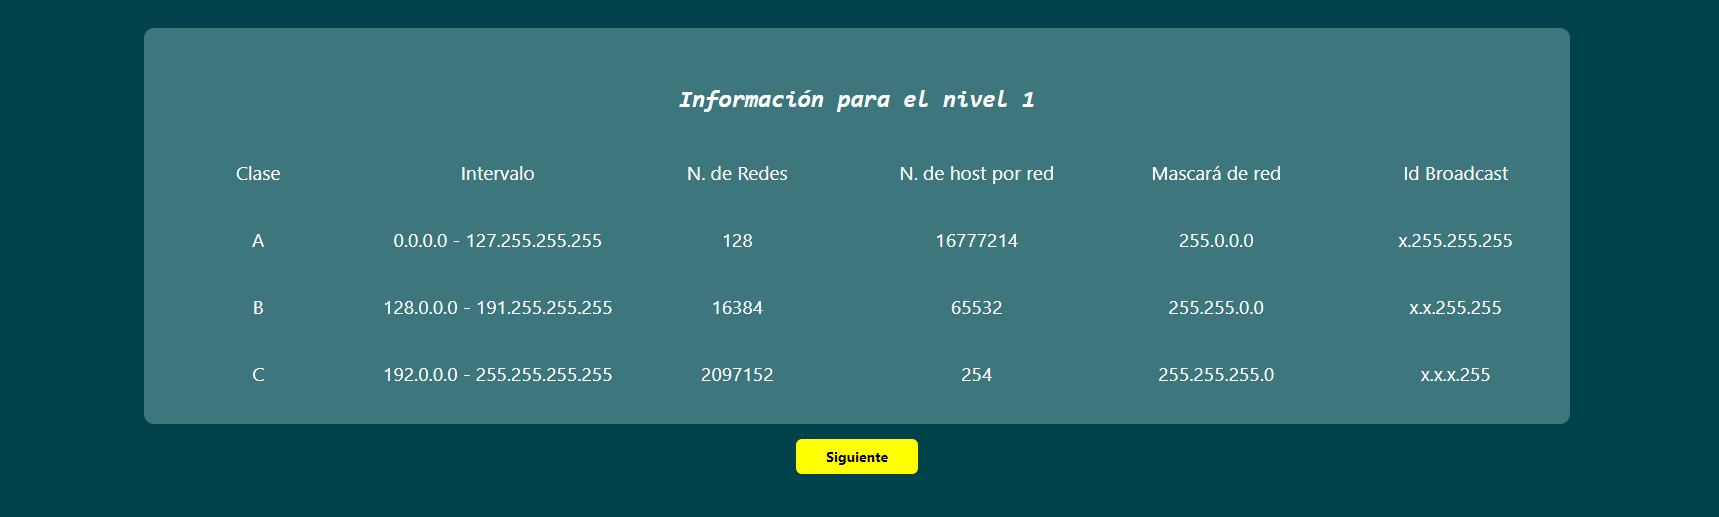 Información para el nivel 1
Clase Intervalo N. de Redes N. de host por red Mascará de red Id Broadcast
A 0.0.0.0 - 127.255.255.255 128 16777214 255.0.0.0 x.255.255.255
B 128.0.0.0 - 191.255.255.255 16384 65532 255.255.0.0 x.x.255.255
C 192.0.0.0 - 255.255.255.255 2097152 254 255.255.255.0 x.x.x.255
Siguiente